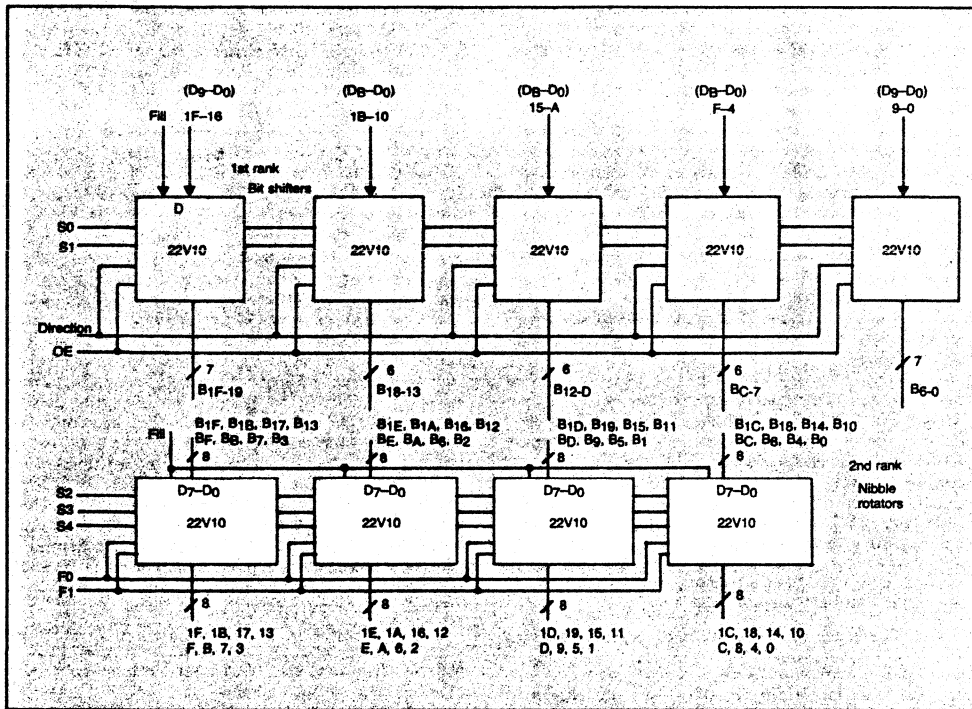 (D9–D0) (DB–D0) (DB–D0) (DB–D0) (D9–D0)
Fill 1F–16 1B–10 15–A F–4 9–0
1st rank
Bit shifters
D
S0
S1
22V10 22V10 22V10 22V10 22V10
Direction
OE
7 6 6 6 7
B1F-19 B18-13 B12-D BC-7 B6-0
B1F, B1B, B17, B13 B1E, B1A, B16, B12 B1D, B19, B15, B11 B1C, B18, B14, B10
BF, BB, B7, B3 BE, BA, B6, B2 BD, B9, B5, B1 BC, B8, B4, B0
Fill 8 8 8 8
2nd rank
Nibble
rotators
D7–D0 D7–D0 D7–D0 D7–D0
S2
S3
S4
22V10 22V10 22V10 22V10
F0
F1
8 8 8 8
1F, 1B, 17, 13 1E, 1A, 16, 12 1D, 19, 15, 11 1C, 18, 14, 10
F, B, 7, 3 E, A, 6, 2 D, 9, 5, 1 C, 8, 4, 0